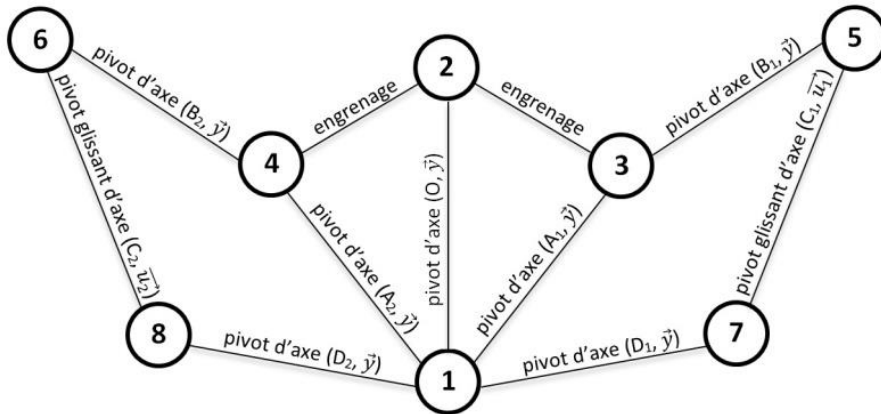 6
5
2
pivot d'axe (B₂, y⃗)
engrenage
engrenage
pivot d'axe (B₁, y⃗)
4
3
pivot glissant d'axe (C₂, u₂⃗)
pivot d'axe (A₂, y⃗)
pivot d'axe (O, y⃗)
pivot d'axe (A₁, y⃗)
pivot glissant d'axe (C₁, u₁⃗)
8
7
pivot d'axe (D₂, y⃗)
1
pivot d'axe (D₁, y⃗)